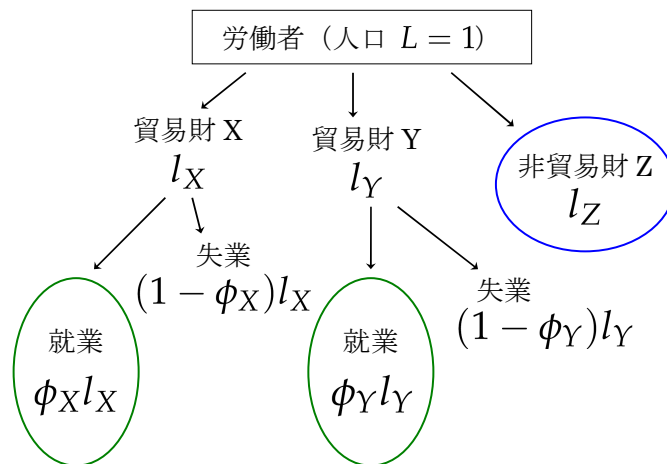 労働者（人口 L = 1）
貿易財 X
l_X
貿易財 Y
l_Y
非貿易財 Z
l_Z
失業
(1 − ϕ_X)l_X
失業
(1 − ϕ_Y)l_Y
就業
ϕ_X l_X
就業
ϕ_Y l_Y